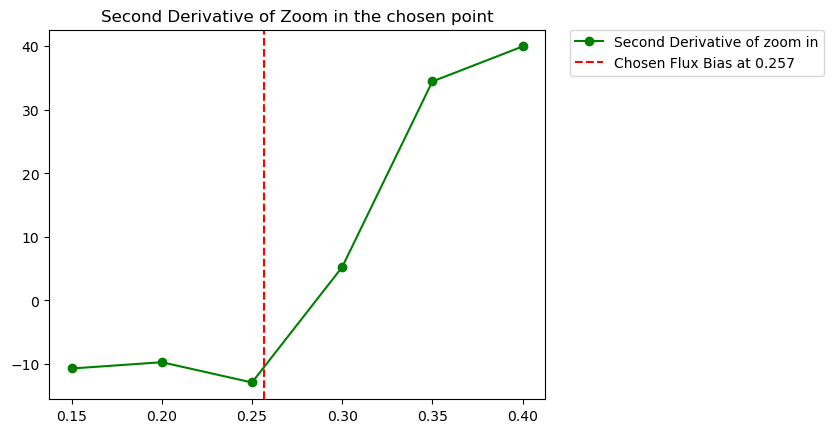 Second Derivative of Zoom in the chosen point
Second Derivative of zoom in
Chosen Flux Bias at 0.257
40
30
20
10
0
−10
0.15 0.20 0.25 0.30 0.35 0.40